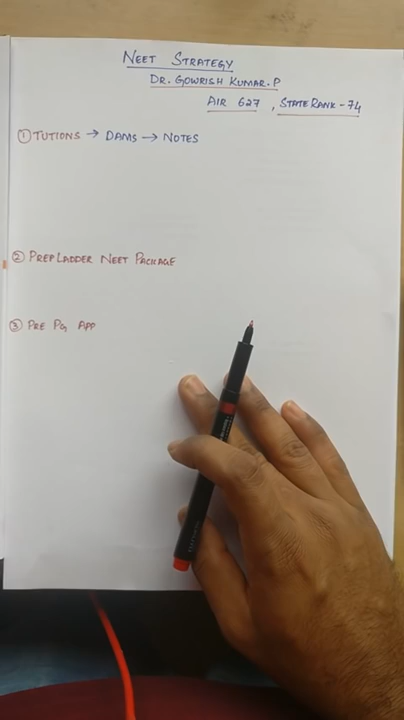 NEET STRATEGY
DR. GOWRISH KUMAR. P
AIR 627 , STATE RANK - 74
① TUTIONS → DAMS → NOTES
② PREPLADDER NEET PACKAGE
③ PRE PG APP